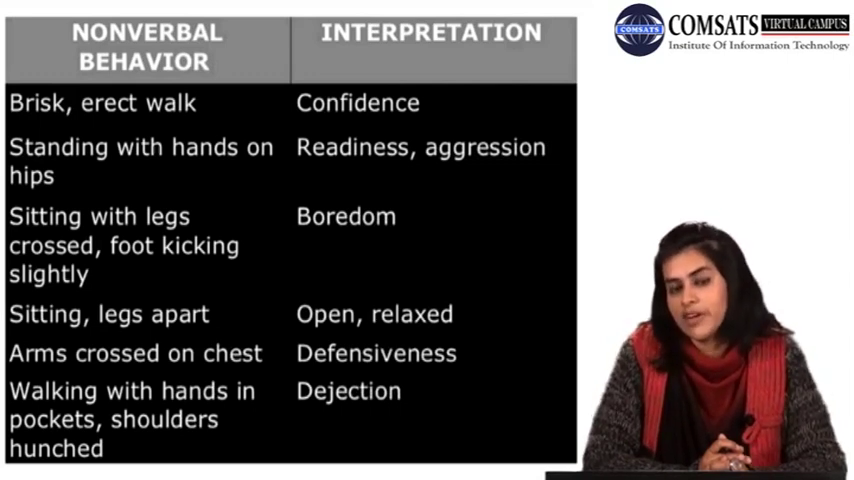 NONVERBAL BEHAVIOR
INTERPRETATION
Brisk, erect walk
Confidence
Standing with hands on
hips
Readiness, aggression
Sitting with legs
crossed, foot kicking
slightly
Boredom
Sitting, legs apart
Open, relaxed
Arms crossed on chest
Defensiveness
Walking with hands in
pockets, shoulders
hunched
Dejection
COMSATS
COMSATS VIRTUAL CAMPUS
Institute Of Information Technology